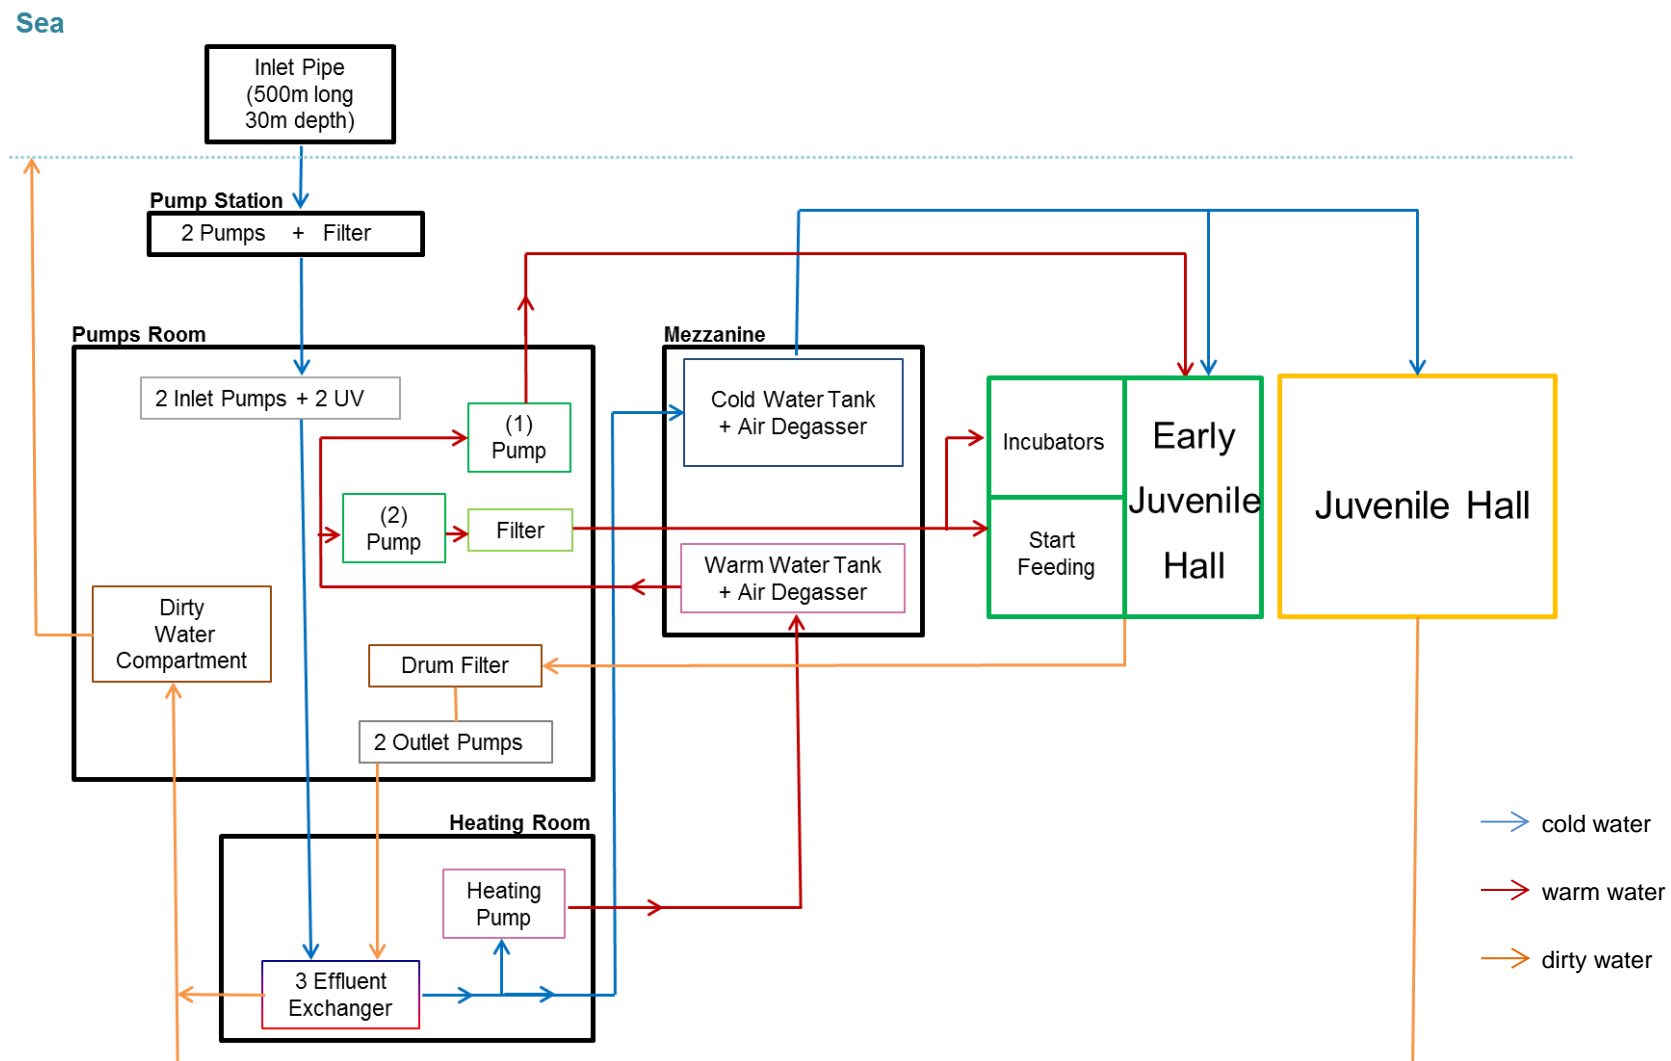 Sea
Inlet Pipe
(500m long
30m depth)
Pump Station
2 Pumps + Filter
Pumps Room
2 Inlet Pumps + 2 UV
(1)
Pump
(2)
Pump
Filter
Dirty
Water
Compartment
Drum Filter
2 Outlet Pumps
Mezzanine
Cold Water Tank
+ Air Degasser
Warm Water Tank
+ Air Degasser
Incubators
Start
Feeding
Early
Juvenile
Hall
Juvenile Hall
Heating Room
Heating
Pump
3 Effluent
Exchanger
cold water
warm water
dirty water